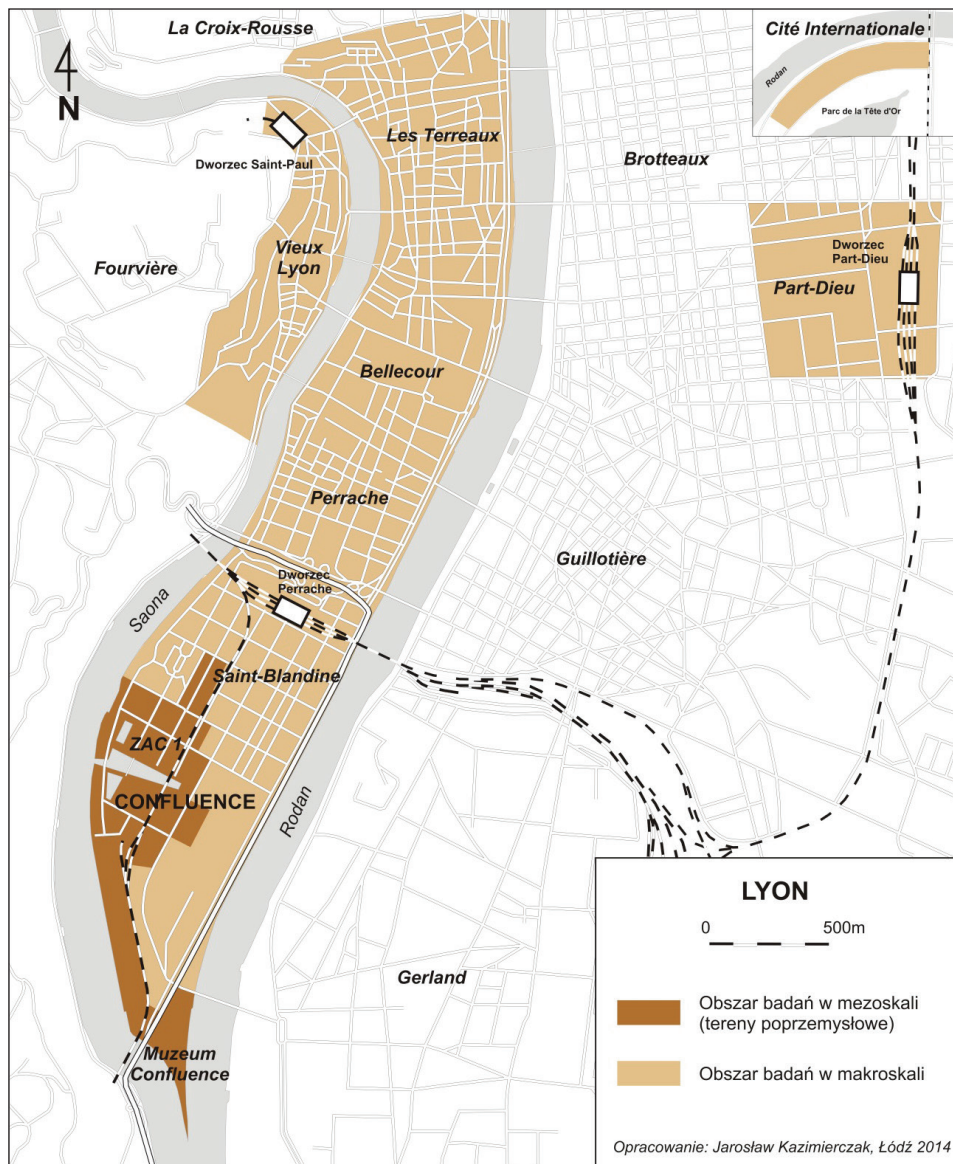 La Croix-Rousse
Cité Internationale
Rodan
Parc de la Tête d'Or
N
Les Terreaux
Dworzec Saint-Paul
Brotteaux
Vieux
Lyon
Fourvière
Dworzec
Part-Dieu
Part-Dieu
Bellecour
Perrache
Guillotière
Dworzec
Perrache
Saona
Saint-Blandine
ZAC 1
CONFLUENCE
Rodan
Gerland
Muzeum
Confluence
LYON
0 500m
Obszar badań w mezoskali
(tereny poprzemysłowe)
Obszar badań w makroskali
Opracowanie: Jarosław Kazimierczak, Łódź 2014